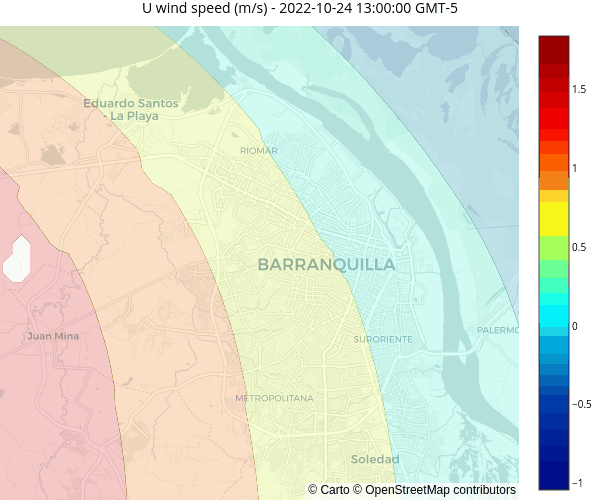 U wind speed (m/s) - 2022-10-24 13:00:00 GMT-5
Eduardo Santos
- La Playa
RIOMAR
BARRANQUILLA
Juan Mina
SURORIENTE
PALERMO
METROPOLITANA
Soledad
© Carto © OpenStreetMap contributors
1.5
1
0.5
0
−0.5
−1